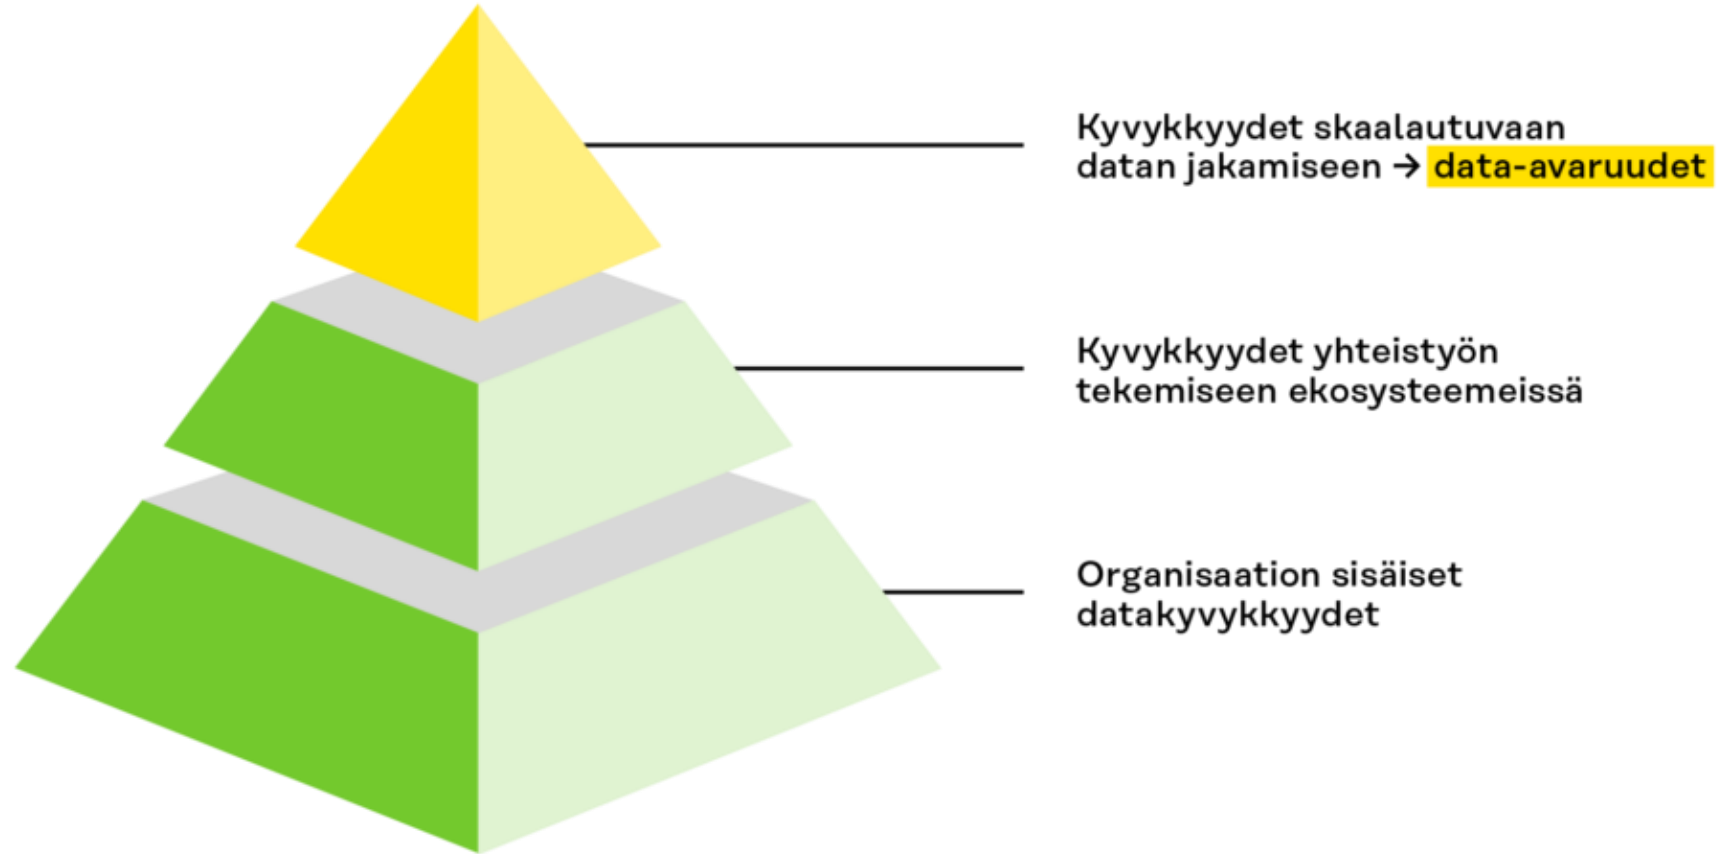 Kyvykkyydet skaalautuvaan
datan jakamiseen → data-avaruudet
Kyvykkyydet yhteistyön
tekemiseen ekosysteemeissä
Organisaation sisäiset
datakyvykkyydet